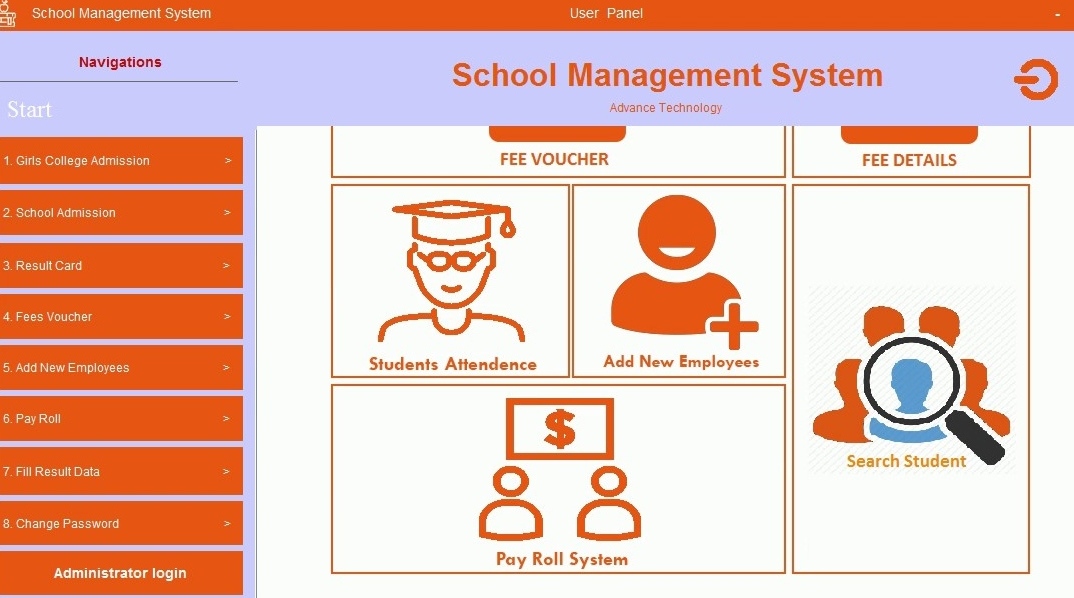 School Management System
User Panel
-
Navigations
Start
1. Girls College Admission >
2. School Admission >
3. Result Card >
4. Fees Voucher >
5. Add New Employees >
6. Pay Roll >
7. Fill Result Data >
8. Change Password >
Administrator login
School Management System
Advance Technology
FEE VOUCHER
FEE DETAILS
Students Attendence
Add New Employees
Search Student
$
Pay Roll System